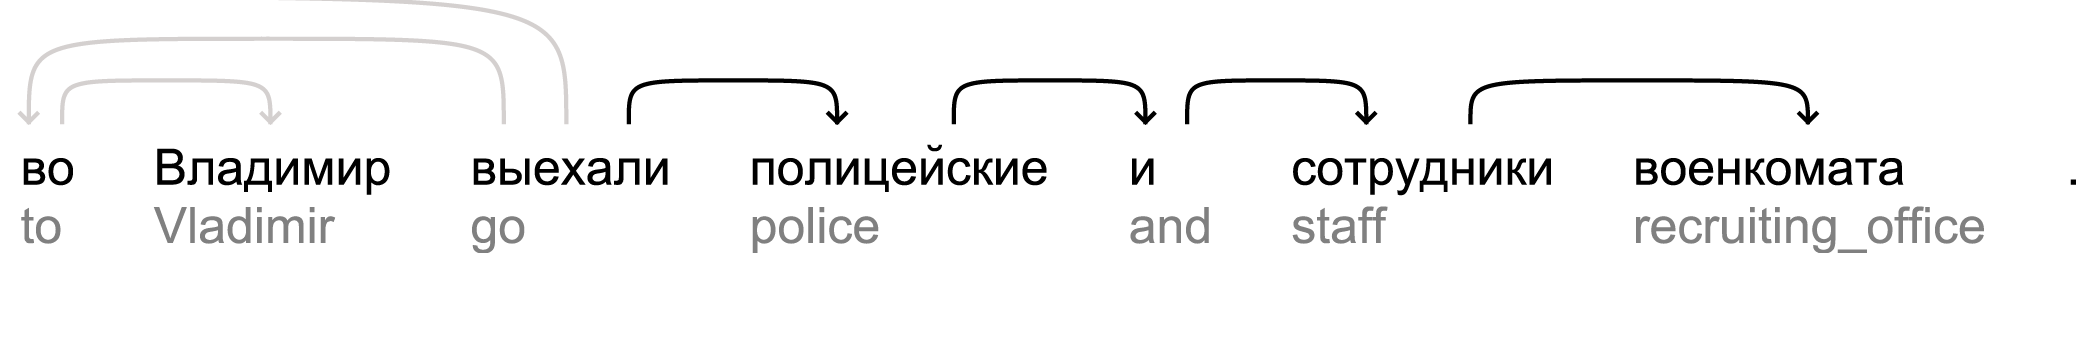 во Владимир выехали полицейские и сотрудники военкомата .
to Vladimir go police and staff recruiting_office